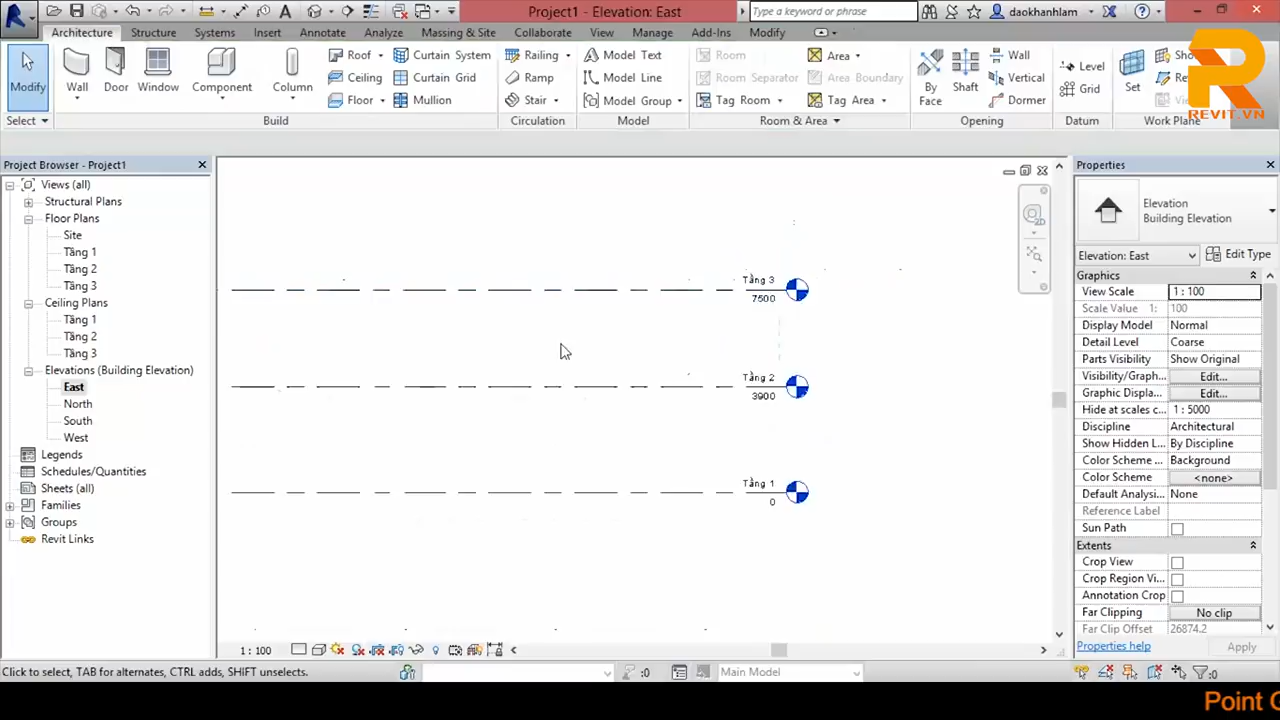 Project1 - Elevation: East
Type a keyword or phrase
daokhanhlam
Architecture Structure Systems Insert Annotate Analyze Massing & Site Collaborate View Manage Add-Ins Modify
Modify
Wall
Door
Window
Component
Column
Roof
Ceiling
Floor
Curtain System
Curtain Grid
Mullion
Railing
Ramp
Stair
Model Text
Model Line
Model Group
Room
Room Separator
Tag Room
Area
Area Boundary
Tag Area
By Face
Shaft
Wall
Vertical
Dormer
Level
Grid
Set
Sho
Re
Vi
REVIT.VN
Select
Build
Circulation
Model
Room & Area
Opening
Datum
Work Plane
Project Browser - Project1
Views (all)
Structural Plans
Floor Plans
Site
Tầng 1
Tầng 2
Tầng 3
Ceiling Plans
Tầng 1
Tầng 2
Tầng 3
Elevations (Building Elevation)
East
North
South
West
Legends
Schedules/Quantities
Sheets (all)
Families
Groups
Revit Links
2D
Tầng 3
7500
Tầng 2
3900
Tầng 1
0
Properties
Elevation
Building Elevation
Elevation: East
Edit Type
Graphics
View Scale 1 : 100
Scale Value 1: 100
Display Model Normal
Detail Level Coarse
Parts Visibility Show Original
Visibility/Graph... Edit...
Graphic Displa... Edit...
Hide at scales c... 1 : 5000
Discipline Architectural
Show Hidden L... By Discipline
Color Scheme ... Background
Color Scheme <none>
Default Analysi... None
Reference Label
Sun Path
Extents
Crop View
Crop Region Vi...
Annotation Crop
Far Clipping No clip
Far Clip Offset 26874.2
Properties help
Apply
1 : 100
Click to select, TAB for alternates, CTRL adds, SHIFT unselects.
:0
Main Model
:0
Point